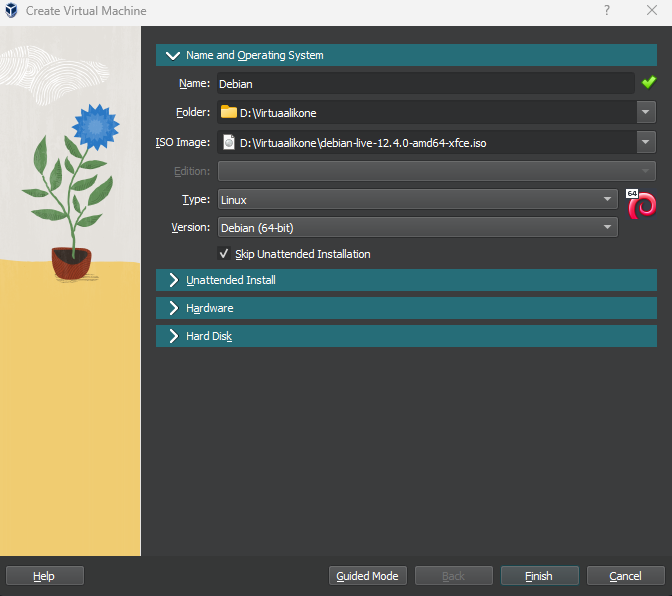 Create Virtual Machine
?
Name and Operating System
Name: Debian
Folder: D:\Virtuaalikone
ISO Image: D:\Virtuaalikone\debian-live-12.4.0-amd64-xfce.iso
Edition:
Type: Linux
64
Version: Debian (64-bit)
Skip Unattended Installation
Unattended Install
Hardware
Hard Disk
Help Guided Mode Back Finish Cancel